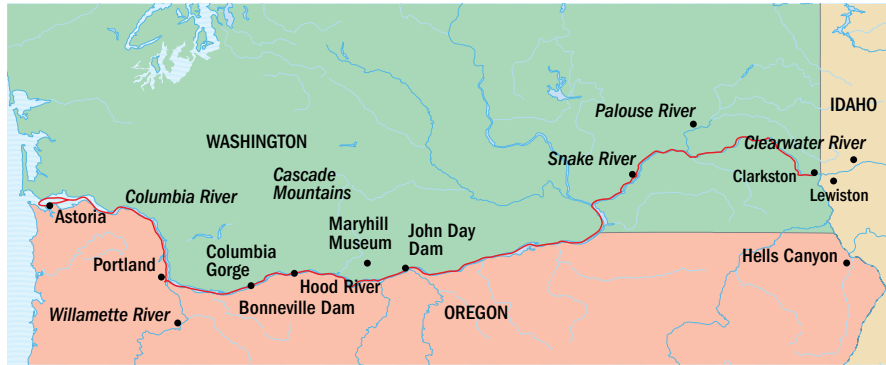 IDAHO
Palouse River
WASHINGTON
Clearwater River
Snake River
Cascade
Mountains
Clarkston
Columbia River
Lewiston
Astoria
Maryhill
Museum
John Day
Dam
Columbia
Gorge
Portland
Hells Canyon
Hood River
Bonneville Dam
Willamette River
OREGON